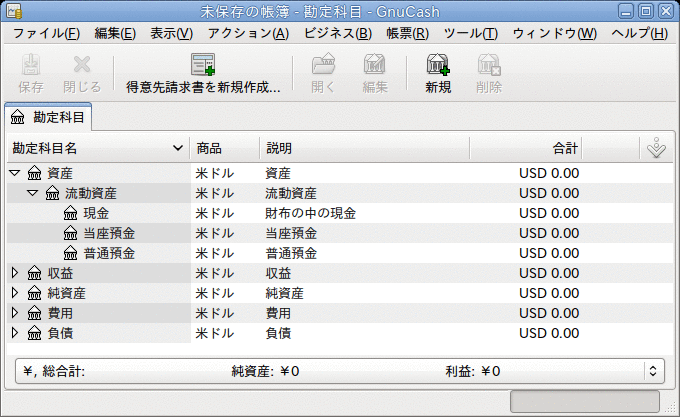 未保存の帳簿 - 勘定科目 - GnuCash
ファイル(F) 編集(E) 表示(V) アクション(A) ビジネス(B) 帳票(R) ツール(T) ウィンドウ(W) ヘルプ(H)
保存 閉じる 得意先請求書を新規作成... 開く 編集 新規 削除
勘定科目
勘定科目名 商品 説明 合計
資産 米ドル 資産 USD 0.00
流動資産 米ドル 流動資産 USD 0.00
現金 米ドル 財布の中の現金 USD 0.00
当座預金 米ドル 当座預金 USD 0.00
普通預金 米ドル 普通預金 USD 0.00
収益 米ドル 収益 USD 0.00
純資産 米ドル 純資産 USD 0.00
費用 米ドル 費用 USD 0.00
負債 米ドル 負債 USD 0.00
¥, 総合計: 純資産: ¥0 利益: ¥0